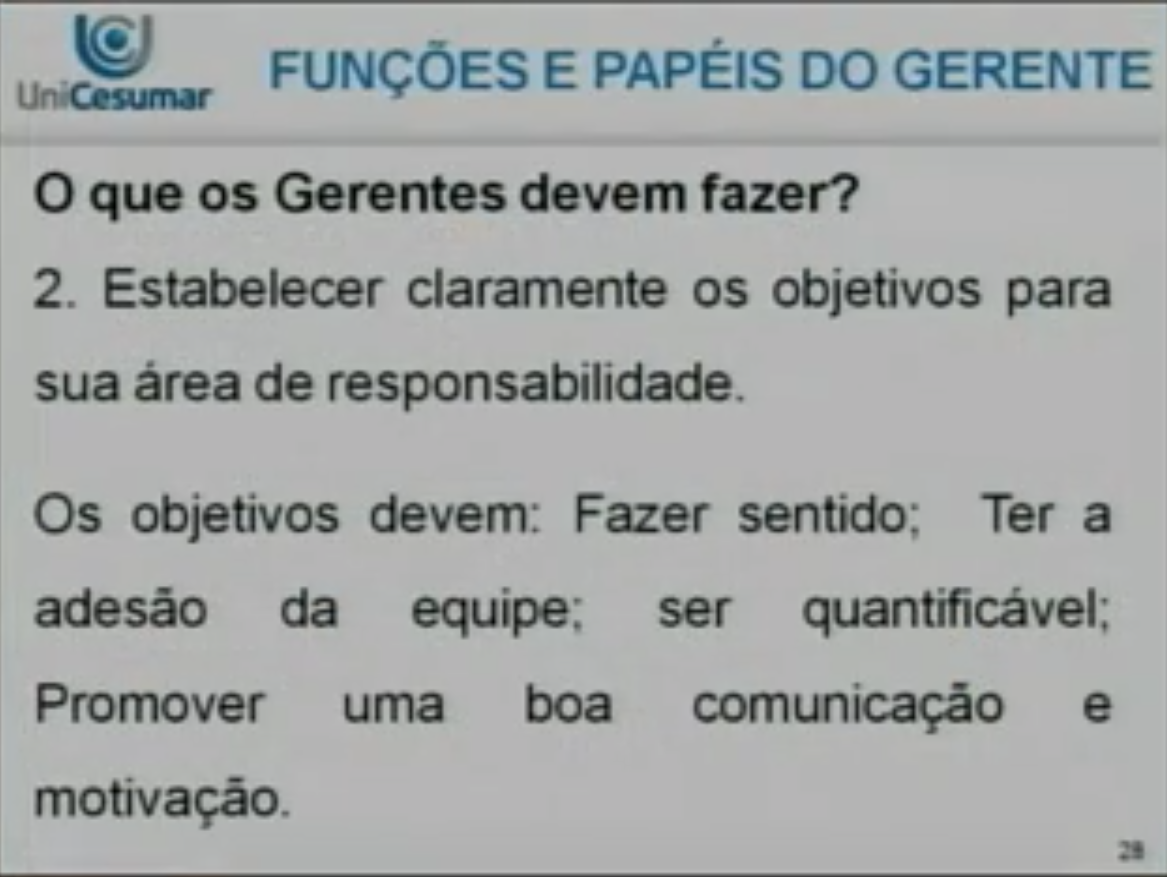 UniCesumar
FUNÇÕES E PAPÉIS DO GERENTE
O que os Gerentes devem fazer?
2. Estabelecer claramente os objetivos para
sua área de responsabilidade.
Os objetivos devem: Fazer sentido; Ter a
adesão da equipe; ser quantificável;
Promover uma boa comunicação e
motivação.
28